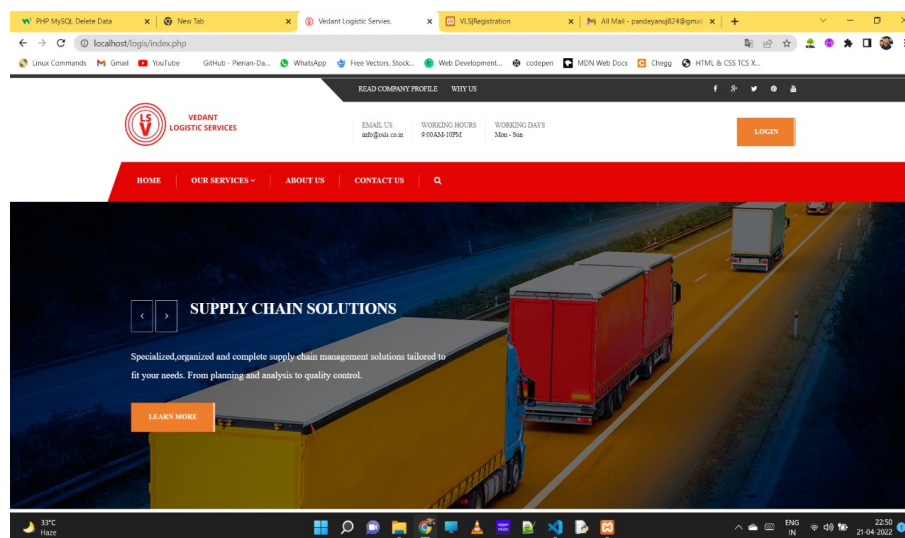 PHP MySQL Delete Data
New Tab
Vedant Logistic Servies.
VLS|Registration
All Mail - pandeyanuj824@gmail
localhost/logis/index.php
Linux Commands
Gmail
YouTube
GitHub - Pierian-Da...
WhatsApp
Free Vectors, Stock...
Web Development...
codepen
MDN Web Docs
Chegg
HTML & CSS TCS X...
READ COMPANY PROFILE WHY US
LSV
VEDANT
LOGISTIC SERVICES
EMAIL US
info@osls.co.in
WORKING HOURS
9:00AM-10PM
WORKING DAYS
Mon - Sun
LOGIN
HOME
OUR SERVICES
ABOUT US
CONTACT US
SUPPLY CHAIN SOLUTIONS
Specialized,organized and complete supply chain management solutions tailored to
fit your needs. From planning and analysis to quality control.
LEARN MORE
33°C
Haze
ENG
IN
22:50
21-04-2022